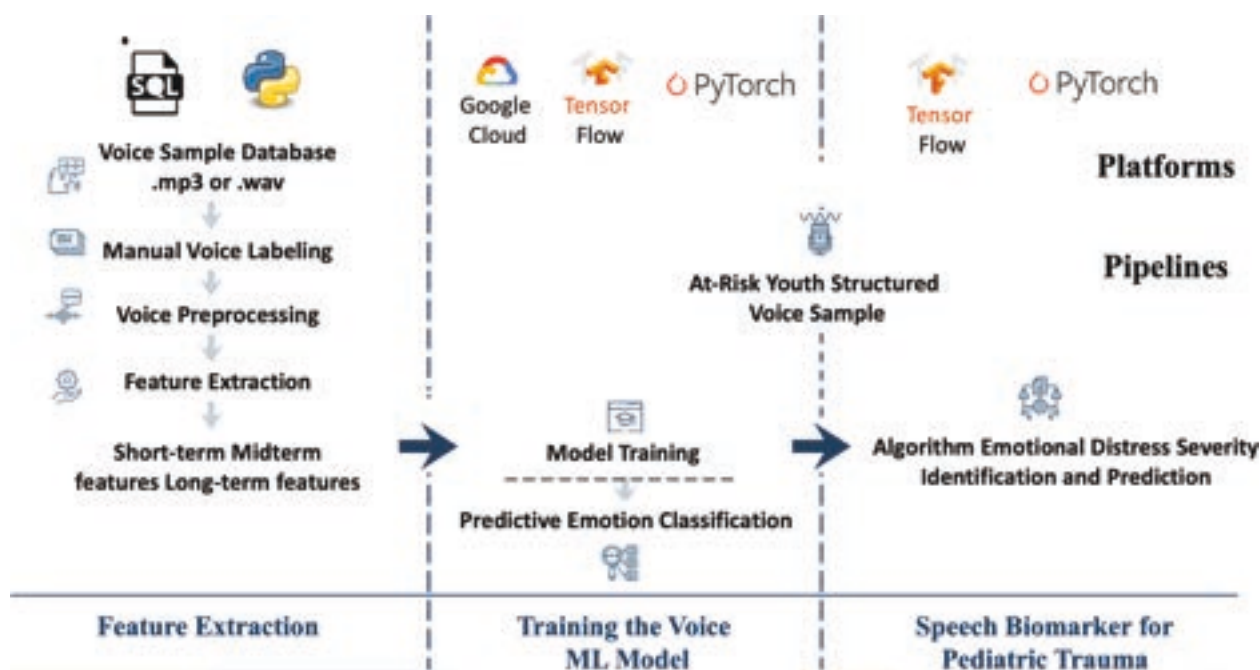 SQL
Voice Sample Database
.mp3 or .wav
Manual Voice Labeling
Voice Preprocessing
Feature Extraction
Short-term Midterm
features Long-term features
Feature Extraction
Google
Cloud
Tensor
Flow
PyTorch
At-Risk Youth Structured
Voice Sample
Model Training
Predictive Emotion Classification
Training the Voice
ML Model
Tensor
Flow
PyTorch
Platforms
Pipelines
Algorithm Emotional Distress Severity
Identification and Prediction
Speech Biomarker for
Pediatric Trauma